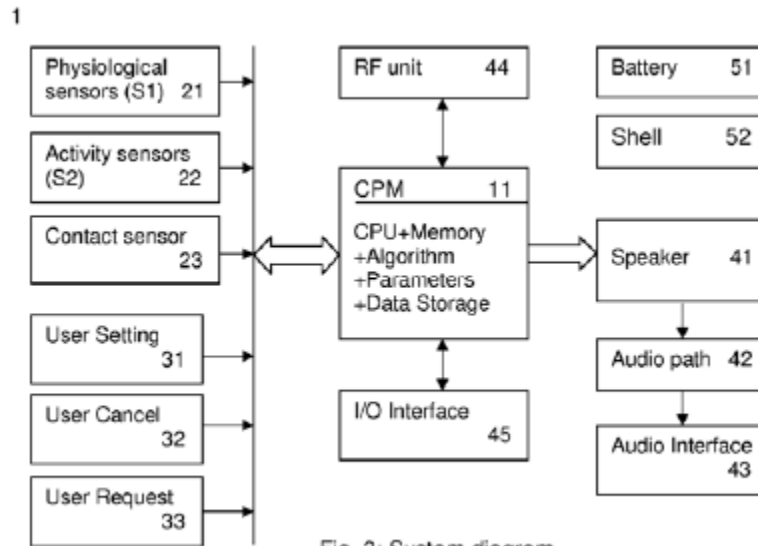 1
Physiological
sensors (S1) 21
Activity sensors
(S2) 22
Contact sensor
23
User Setting
31
User Cancel
32
User Request
33
RF unit 44
CPM 11
CPU+Memory
+Algorithm
+Parameters
+Data Storage
I/O Interface
45
Battery 51
Shell 52
Speaker 41
Audio path 42
Audio Interface
43
System diagram